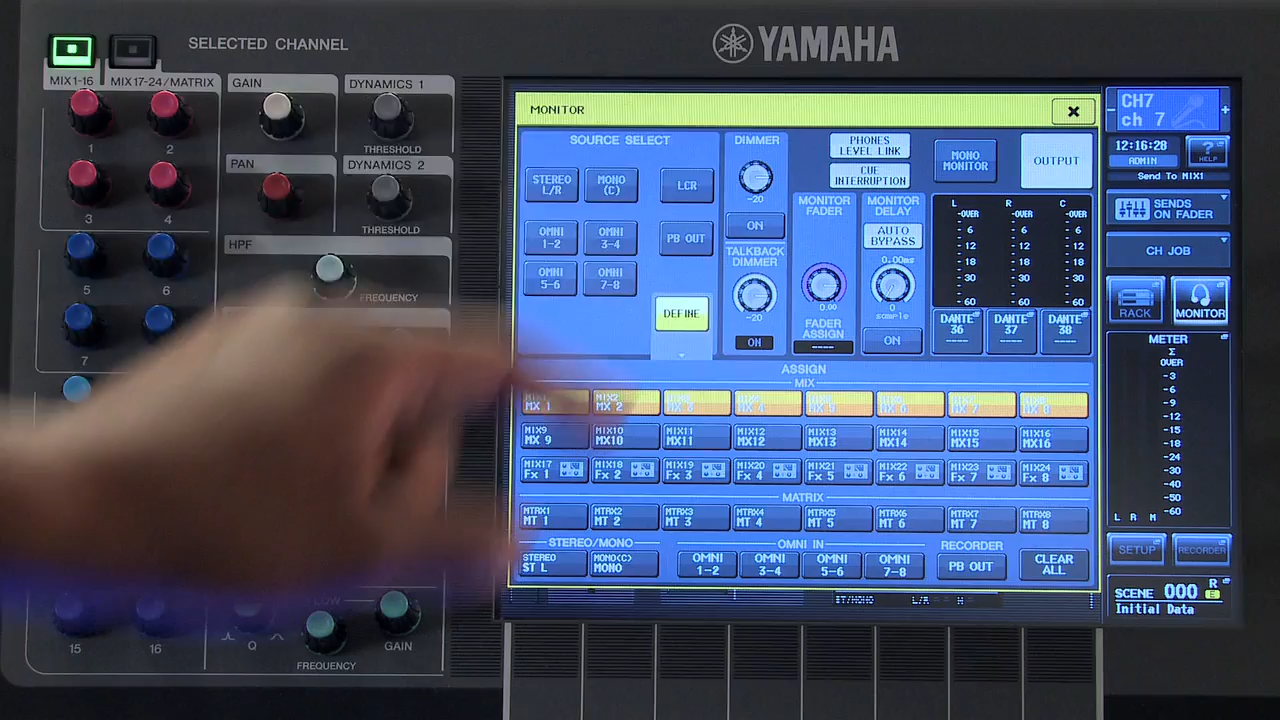 SELECTED CHANNEL
YAMAHA
MIX1-16
MIX17-24/MATRIX
GAIN
DYNAMICS 1
THRESHOLD
1
2
PAN
DYNAMICS 2
THRESHOLD
3
4
HPF
FREQUENCY
5
6
7
15
16
Q
LOW
FREQUENCY
GAIN
MONITOR
SOURCE SELECT
STEREO
L/R
MONO
(C)
LCR
OMNI
1-2
OMNI
3-4
PB OUT
OMNI
5-6
OMNI
7-8
DEFINE
DIMMER
-20
ON
TALKBACK
DIMMER
-20
ON
PHONES
LEVEL LINK
CUE
INTERRUPTION
MONO
MONITOR
OUTPUT
MONITOR
FADER
0.00
FADER
ASSIGN
----
MONITOR
DELAY
AUTO
BYPASS
0.00ms
0
sample
ON
L R C
-OVER -OVER -OVER
6 6 6
12 12 12
18 18 18
30 30 30
60 60 60
DANTE
36
----
DANTE
37
----
DANTE
38
----
ASSIGN
MIX
MX 1
MIX2
MX 2
MIX9
MX 9
MIX10
MX10
MIX11
MX11
MIX12
MX12
MIX13
MX13
MIX14
MX14
MIX15
MX15
MIX16
MX16
MIX17
Fx 1
MIX18
Fx 2
MIX19
Fx 3
MIX20
Fx 4
MIX21
Fx 5
MIX22
Fx 6
MIX23
Fx 7
MIX24
Fx 8
MATRIX
MTRX1
MT 1
MTRX2
MT 2
MTRX3
MT 3
MTRX4
MT 4
MTRX5
MT 5
MTRX6
MT 6
MTRX7
MT 7
MTRX8
MT 8
STEREO/MONO
STEREO
ST L
MONO(C)
MONO
OMNI IN
OMNI
1-2
OMNI
3-4
OMNI
5-6
OMNI
7-8
RECORDER
PB OUT
CLEAR
ALL
ST/MONO
L/R
CH7
ch 7
12:16:28
ADMIN
?
HELP
Send To MIX1
SENDS
ON FADER
CH JOB
RACK
MONITOR
METER
Σ
OVER
-3
-6
-9
-12
-15
-18
-24
-30
-40
-50
-60
L R M
SETUP
RECORDER
SCENE 000 R
E
Initial Data